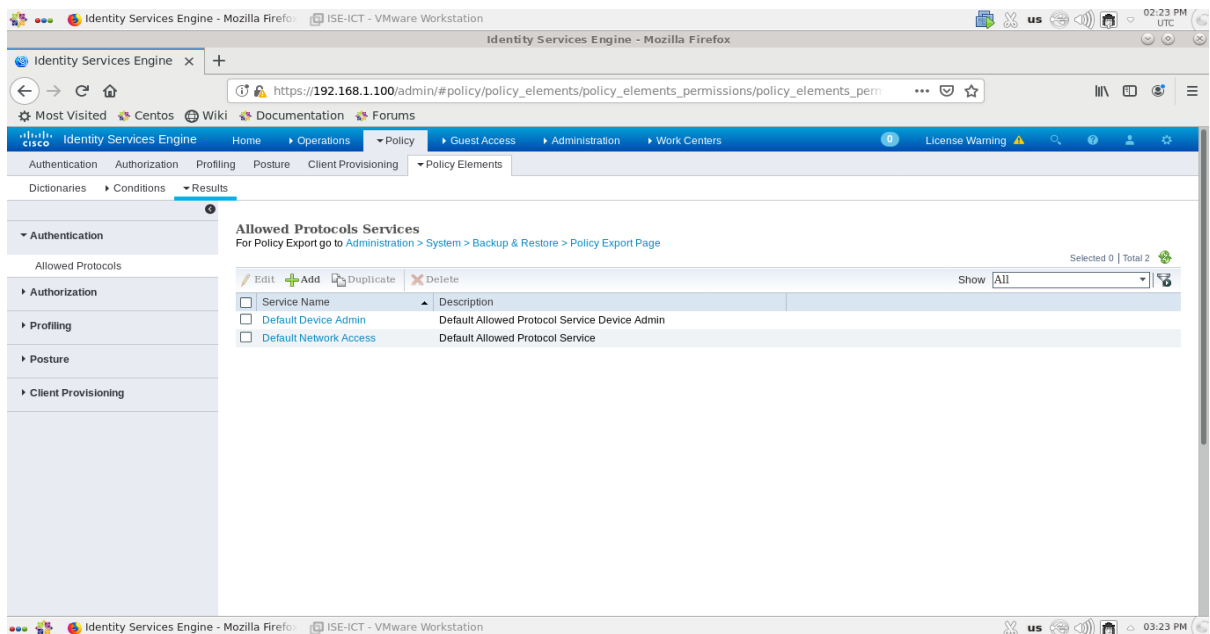 Identity Services Engine - Mozilla Firefox
ISE-ICT - VMware Workstation
us
02:23 PM
UTC
Identity Services Engine - Mozilla Firefox
Identity Services Engine
https://192.168.1.100/admin/#policy/policy_elements/policy_elements_permissions/policy_elements_perm
Most Visited Centos Wiki Documentation Forums
CISCO Identity Services Engine Home Operations Policy Guest Access Administration Work Centers 0 License Warning
Authentication Authorization Profiling Posture Client Provisioning Policy Elements
Dictionaries Conditions Results
Authentication
Allowed Protocols
Authorization
Profiling
Posture
Client Provisioning
Allowed Protocols Services
For Policy Export go to Administration > System > Backup & Restore > Policy Export Page
Selected 0 | Total 2
Edit Add Duplicate Delete Show All
Service Name Description
Default Device Admin Default Allowed Protocol Service Device Admin
Default Network Access Default Allowed Protocol Service
Identity Services Engine - Mozilla Firefox
ISE-ICT - VMware Workstation
us
03:23 PM